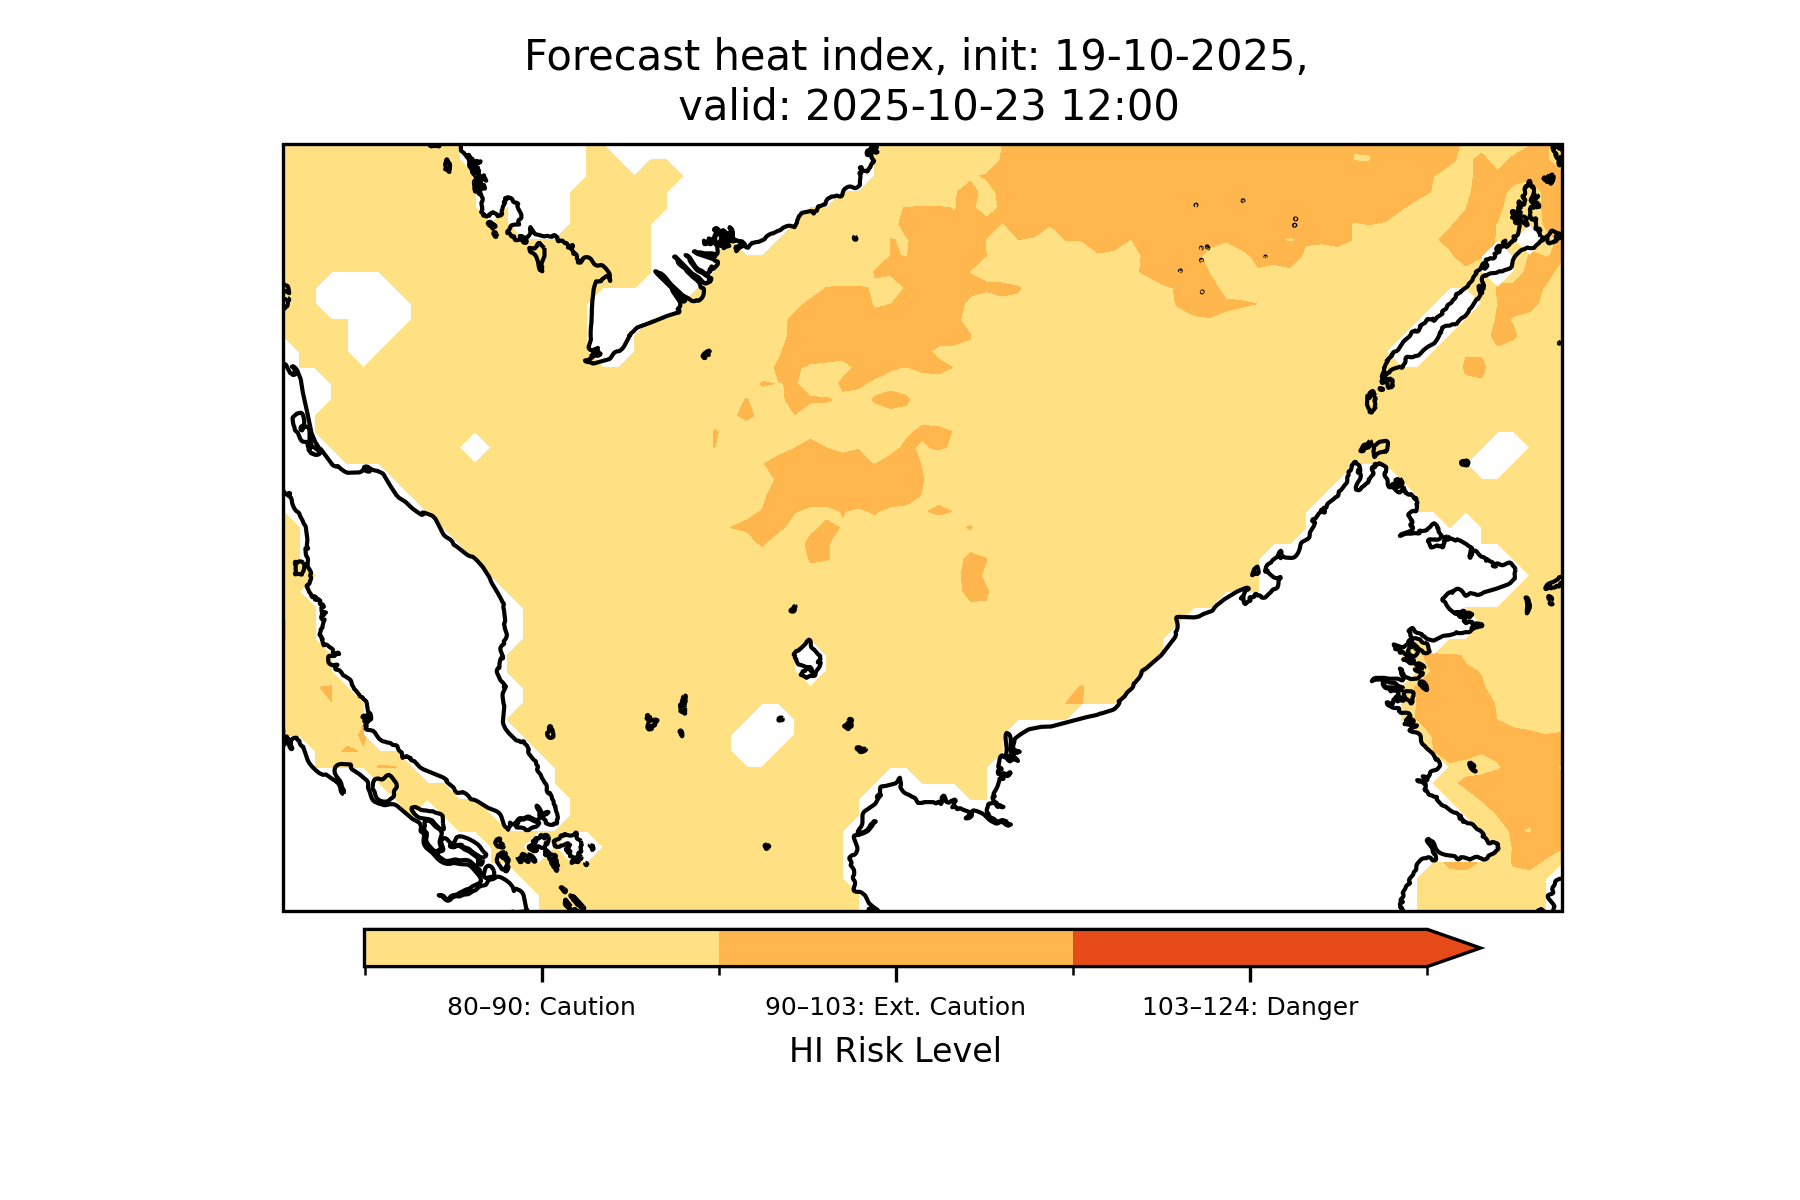 Forecast heat index, init: 19-10-2025,
valid: 2025-10-23 12:00
80–90: Caution
90–103: Ext. Caution
103–124: Danger
HI Risk Level